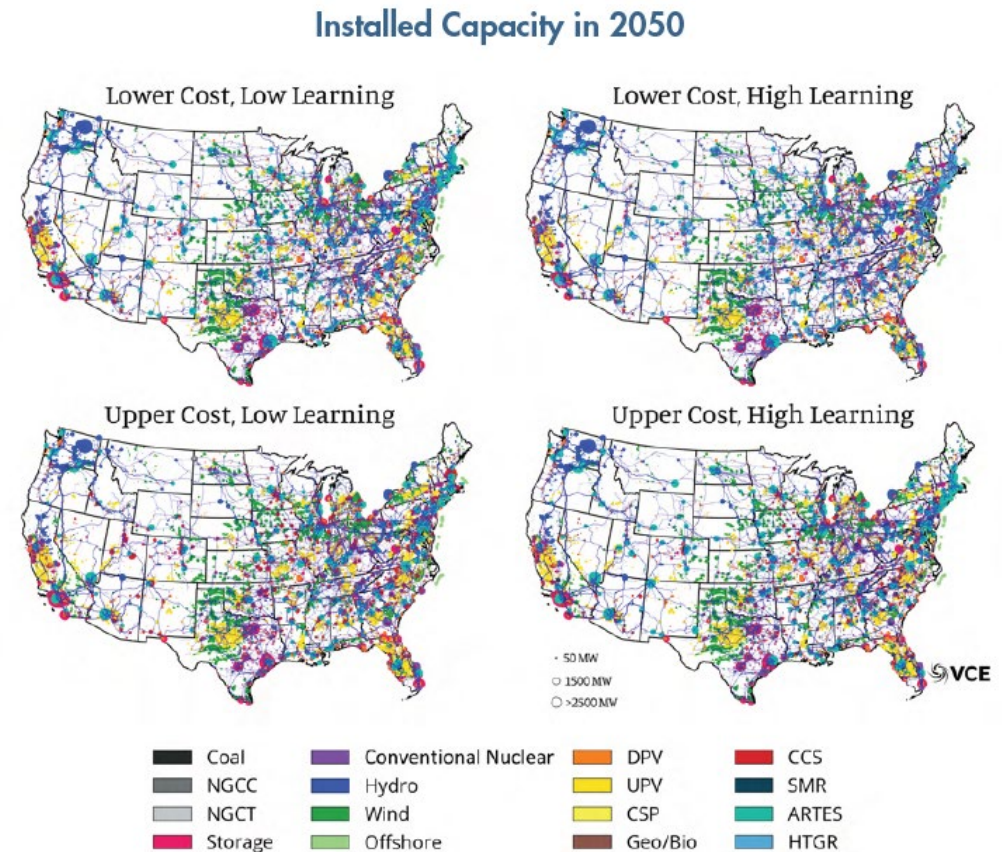 Installed Capacity in 2050
Lower Cost, Low Learning
Lower Cost, High Learning
Upper Cost, Low Learning
Upper Cost, High Learning
50 MW
1500 MW
>2500 MW
VCE
Coal
Conventional Nuclear
DPV
CCS
NGCC
Hydro
UPV
SMR
NGCT
Wind
CSP
ARTES
Storage
Offshore
Geo/Bio
HTGR